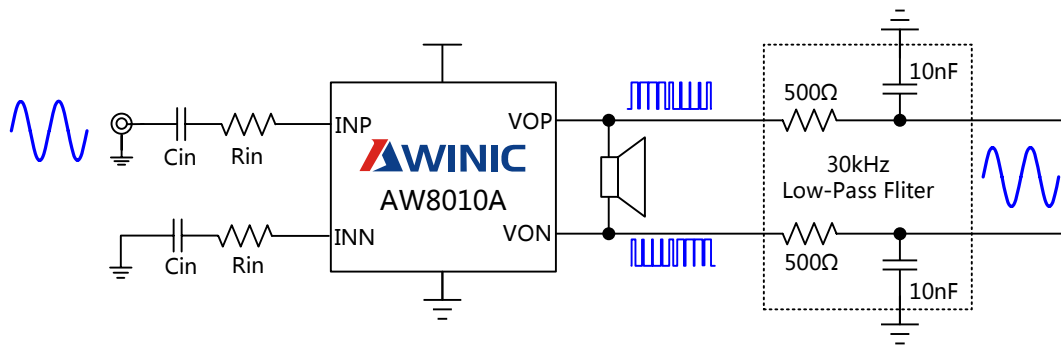 10nF
500Ω
INP
VOP
Cin
Rin
AWINIC
AW8010A
30kHz
Low-Pass Fliter
INN
VON
Cin
Rin
500Ω
10nF